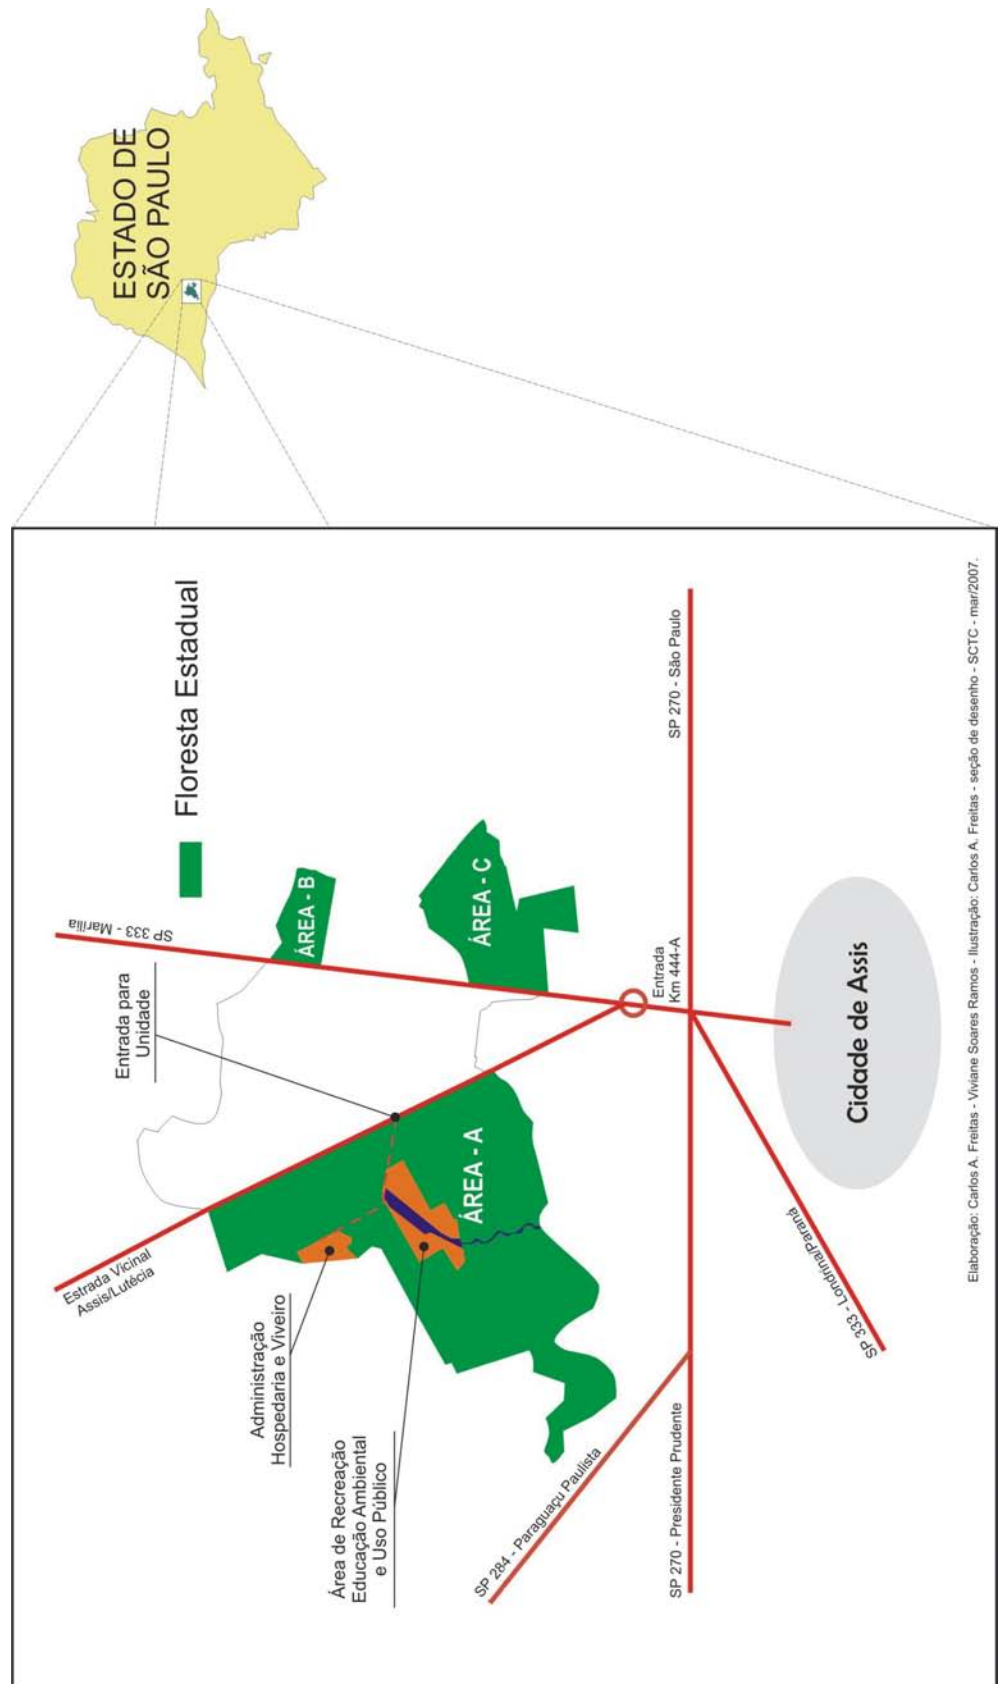 ESTADO DE
SÃO PAULO
Floresta Estadual
SP 333 - Marília
Entrada para
Unidade
ÁREA - B
ÁREA - C
ÁREA - A
Estrada Vicinal
Assis/Lutécia
Administração
Hospedaria e Viveiro
Área de Recreação
Educação Ambiental
e Uso Público
Entrada
Km 444-A
SP 270 - São Paulo
SP 284 - Paraguaçu Paulista
SP 270 - Presidente Prudente
SP 333 - Londrina/Paraná
Cidade de Assis
Elaboração: Carlos A. Freitas - Viviane Soares Ramos - Ilustração: Carlos A. Freitas - seção de desenho - SCTC - mar/2007.